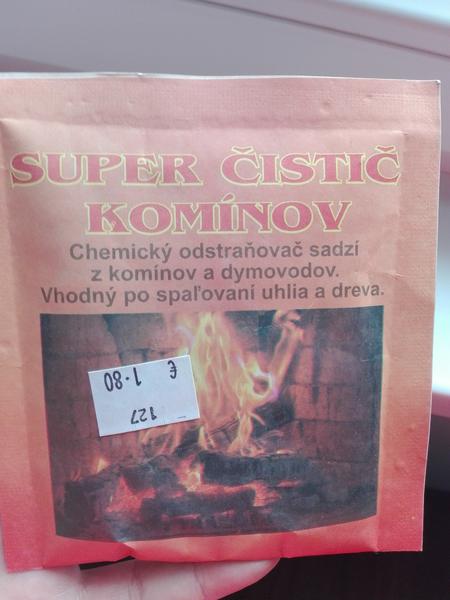 SUPER ČISTIČ
KOMÍNOV
Chemický odstraňovač sadzí
z komínov a dymovodov.
Vhodný po spaľovaní uhlia a dreva.
€ 1.80
127